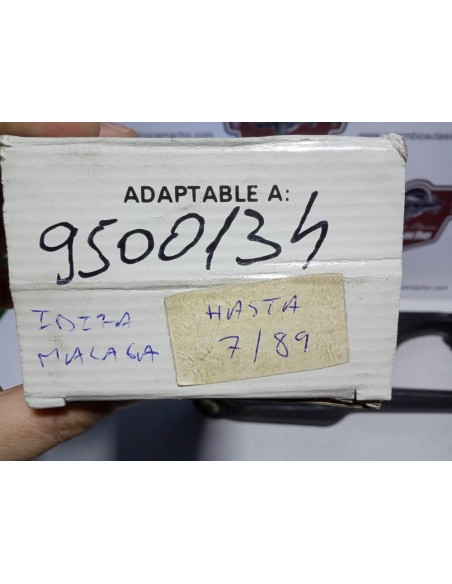 ADAPTABLE A:
9500134
IBIZA
MALAGA
HASTA
7/89